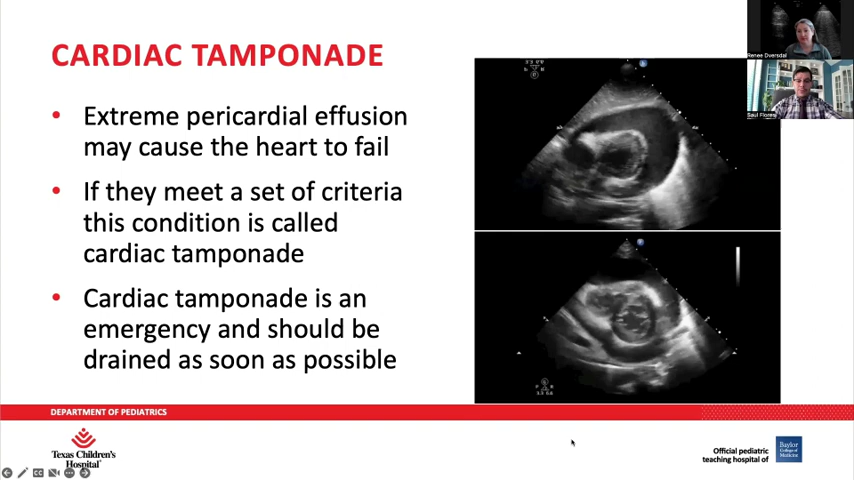 CARDIAC TAMPONADE
• Extreme pericardial effusion
may cause the heart to fail
• If they meet a set of criteria
this condition is called
cardiac tamponade
• Cardiac tamponade is an
emergency and should be
drained as soon as possible
Renee Dversdal
Saul Flores
DEPARTMENT OF PEDIATRICS
Texas Children's
Hospital®
Official pediatric
teaching hospital of
Baylor
College of
Medicine